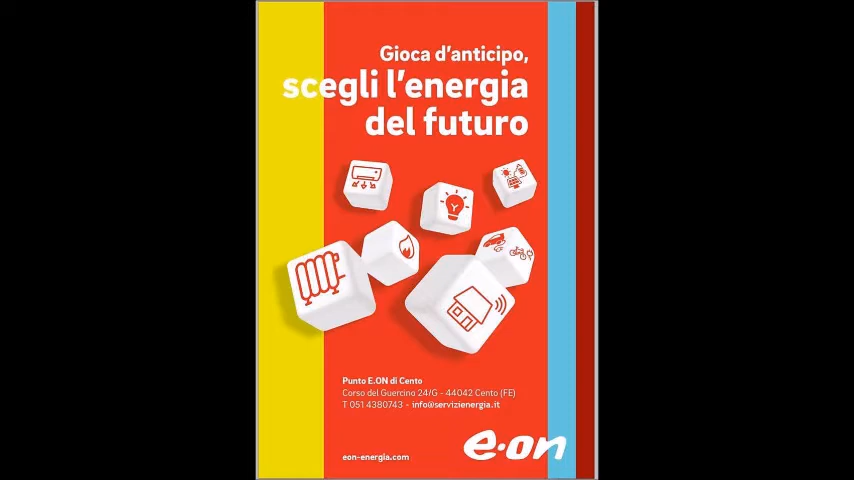 Gioca d'anticipo,
scegli l'energia
del futuro
Punto E.ON di Cento
Corso del Guercino 24/G - 44042 Cento (FE)
T 051 4380743 - info@servizienergia.it
eon-energia.com
e·on